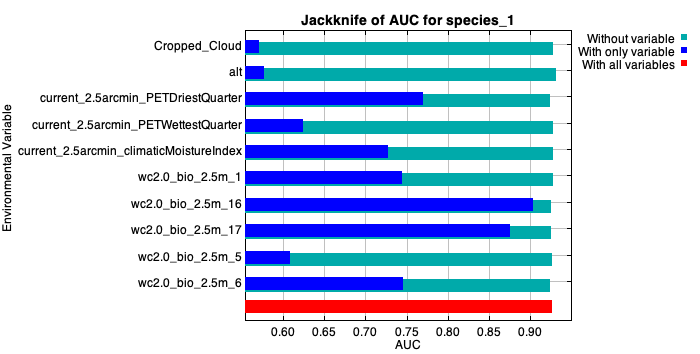 Jackknife of AUC for species_1
Without variable
With only variable
With all variables
Environmental Variable
Cropped_Cloud
alt
current_2.5arcmin_PETDriestQuarter
current_2.5arcmin_PETWettestQuarter
current_2.5arcmin_climaticMoistureIndex
wc2.0_bio_2.5m_1
wc2.0_bio_2.5m_16
wc2.0_bio_2.5m_17
wc2.0_bio_2.5m_5
wc2.0_bio_2.5m_6
0.60 0.65 0.70 0.75 0.80 0.85 0.90
AUC